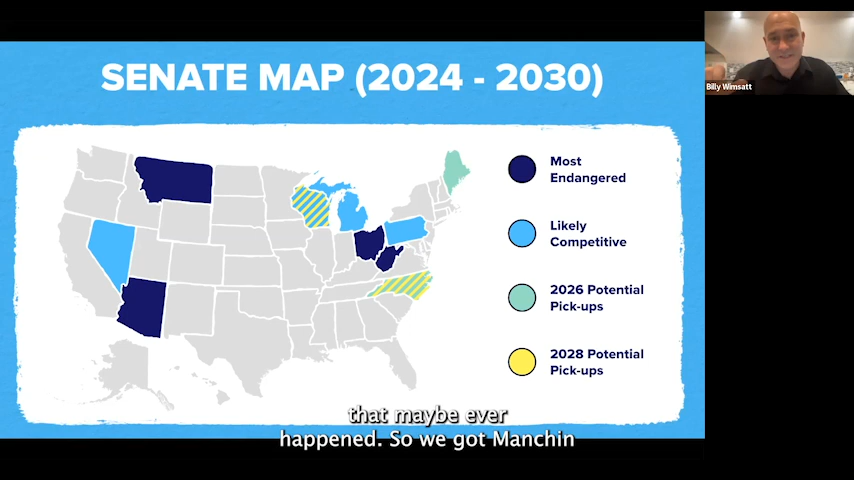 SENATE MAP (2024 - 2030)
Billy Wimsatt
Most
Endangered
Likely
Competitive
2026 Potential
Pick-ups
2028 Potential
Pick-ups
that maybe ever
happened. So we got Manchin